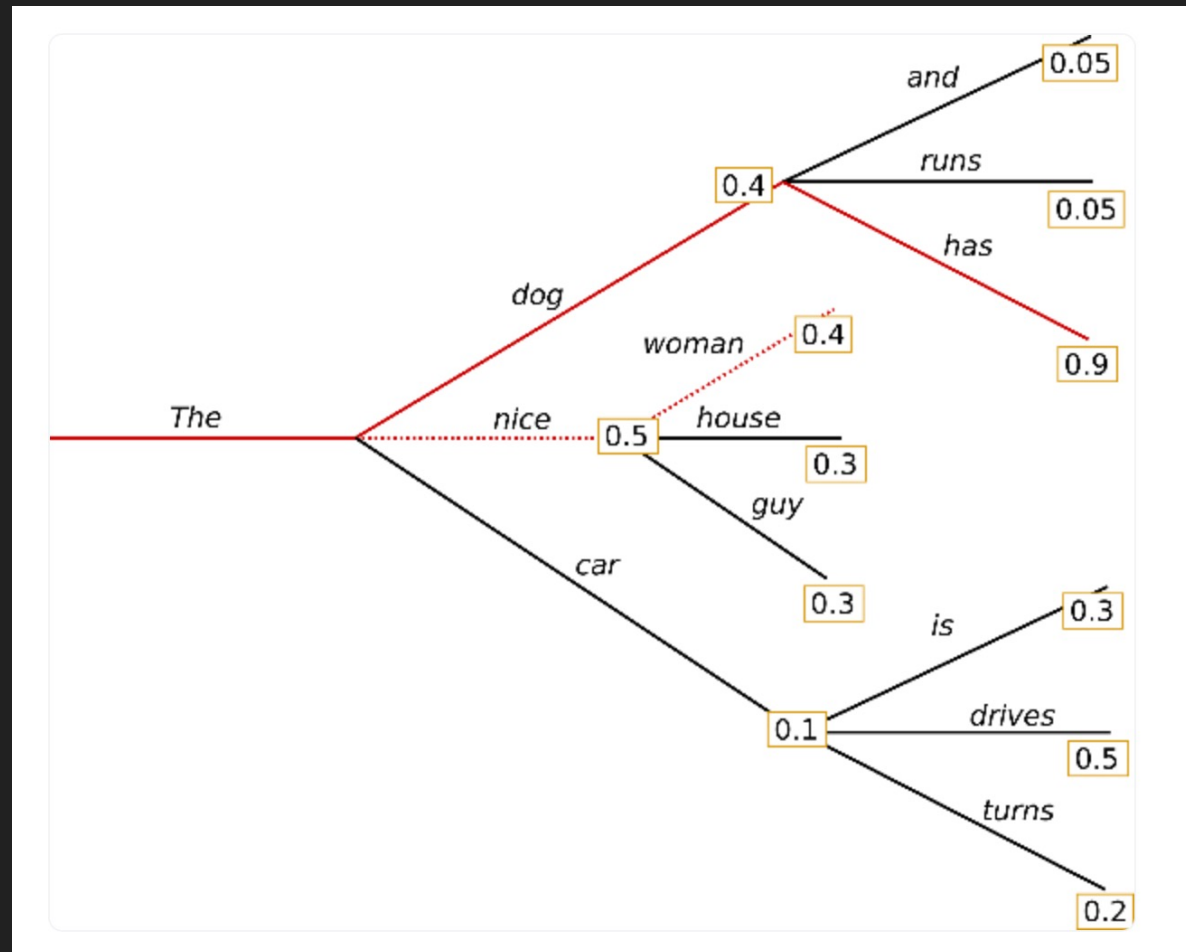 and
0.05
runs
0.4
0.05
has
dog
woman
0.4
0.9
The
nice
0.5
house
0.3
guy
car
0.3
is
0.3
drives
0.1
0.5
turns
0.2